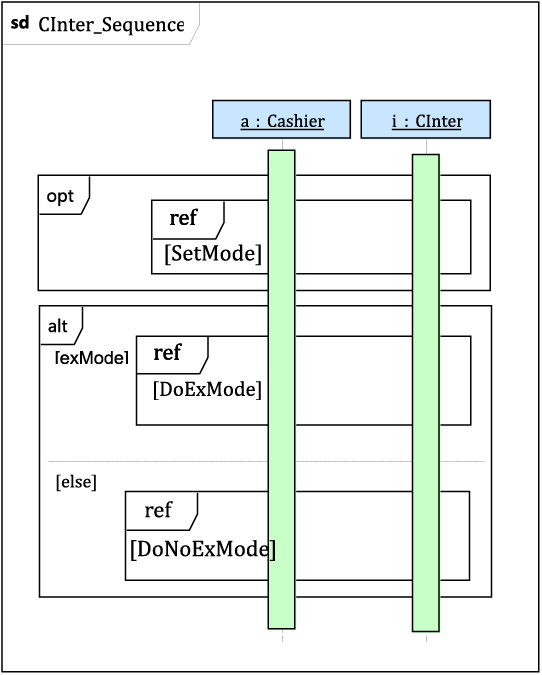 sd CInter_Sequence
a : Cashier
i : CInter
opt
ref
[SetMode]
alt
[exMode]
ref
[DoExMode]
[else]
ref
[DoNoExMode]